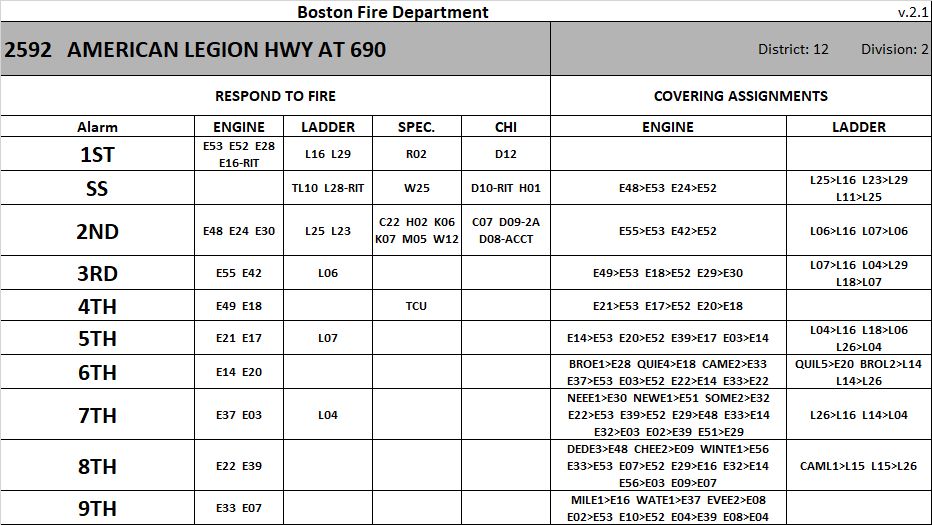 Boston Fire Department v.2.1
2592 AMERICAN LEGION HWY AT 690 District: 12 Division: 2
RESPOND TO FIRE COVERING ASSIGNMENTS
Alarm ENGINE LADDER SPEC. CHI ENGINE LADDER
1ST E53 E52 E28 L16 L29 R02 D12
E16-RIT
SS TL10 L28-RIT W25 D10-RIT H01 E48>E53 E24>E52 L25>L16 L23>L29
L11>L25
2ND E48 E24 E30 L25 L23 C22 H02 K06 C07 D09-2A E55>E53 E42>E52 L06>L16 L07>L06
K07 M05 W12 D08-ACCT
3RD E55 E42 L06 E49>E53 E18>E52 E29>E30 L07>L16 L04>L29
L18>L07
4TH E49 E18 TCU E21>E53 E17>E52 E20>E18
5TH E21 E17 L07 E14>E53 E20>E52 E39>E17 E03>E14 L04>L16 L18>L06
L26>L04
6TH E14 E20 BROE1>E28 QUIE4>E18 CAME2>E33 QUIL5>E20 BROL2>L14
E37>E53 E03>E52 E22>E14 E33>E22 L14>L26
7TH E37 E03 L04 NEEE1>E30 NEWE1>E51 SOME2>E32 L26>L16 L14>L04
E22>E53 E39>E52 E29>E48 E33>E14
E32>E03 E02>E39 E51>E29
8TH E22 E39 DEDE3>E48 CHEE2>E09 WINTE1>E56 CAML1>L15 L15>L26
E33>E53 E07>E52 E29>E16 E32>E14
E56>E03 E09>E07
9TH E33 E07 MILE1>E16 WATE1>E37 EVEE2>E08
E02>E53 E10>E52 E04>E39 E08>E04